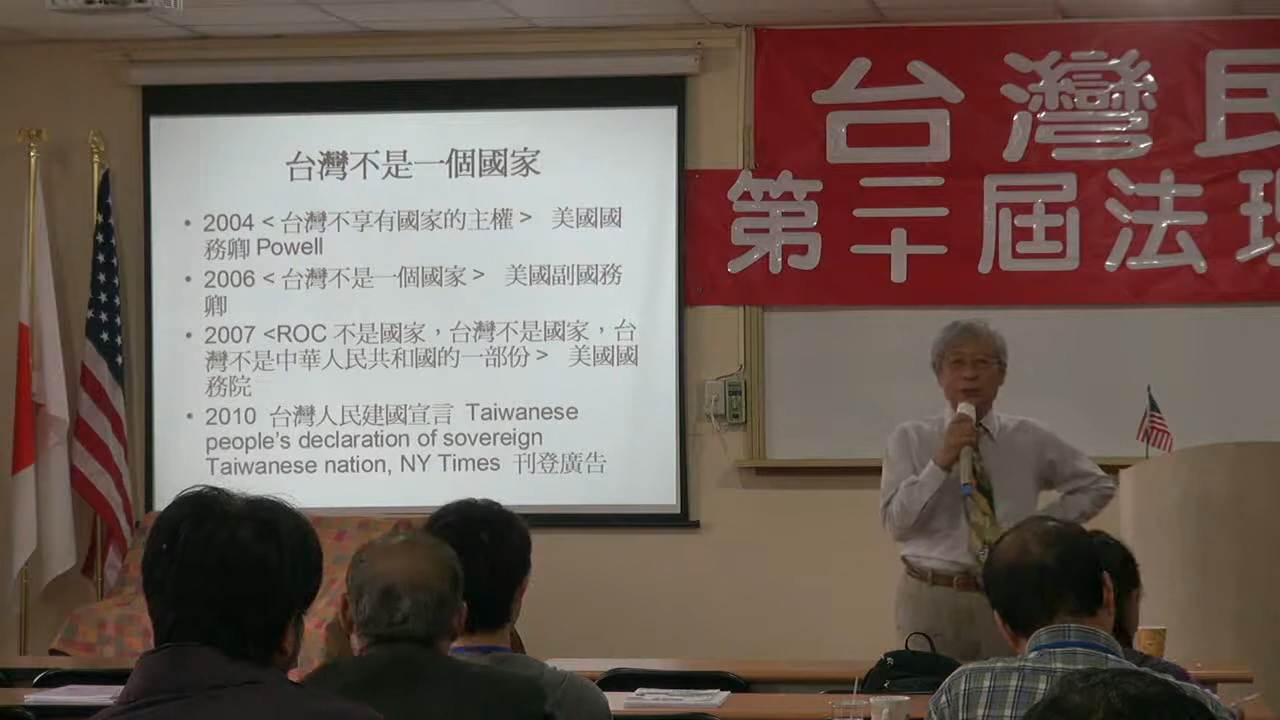 台灣不是一個國家
• 2004 < 台灣不享有國家的主權 > 美國國
務卿 Powell
• 2006 < 台灣不是一個國家 > 美國副國務
卿
• 2007 <ROC 不是國家，台灣不是國家，台
灣不是中華人民共和國的一部份 > 美國國
務院
• 2010 台灣人民建國宣言 Taiwanese
people's declaration of sovereign
Taiwanese nation, NY Times 刊登廣告
台灣民
第二十屆法理